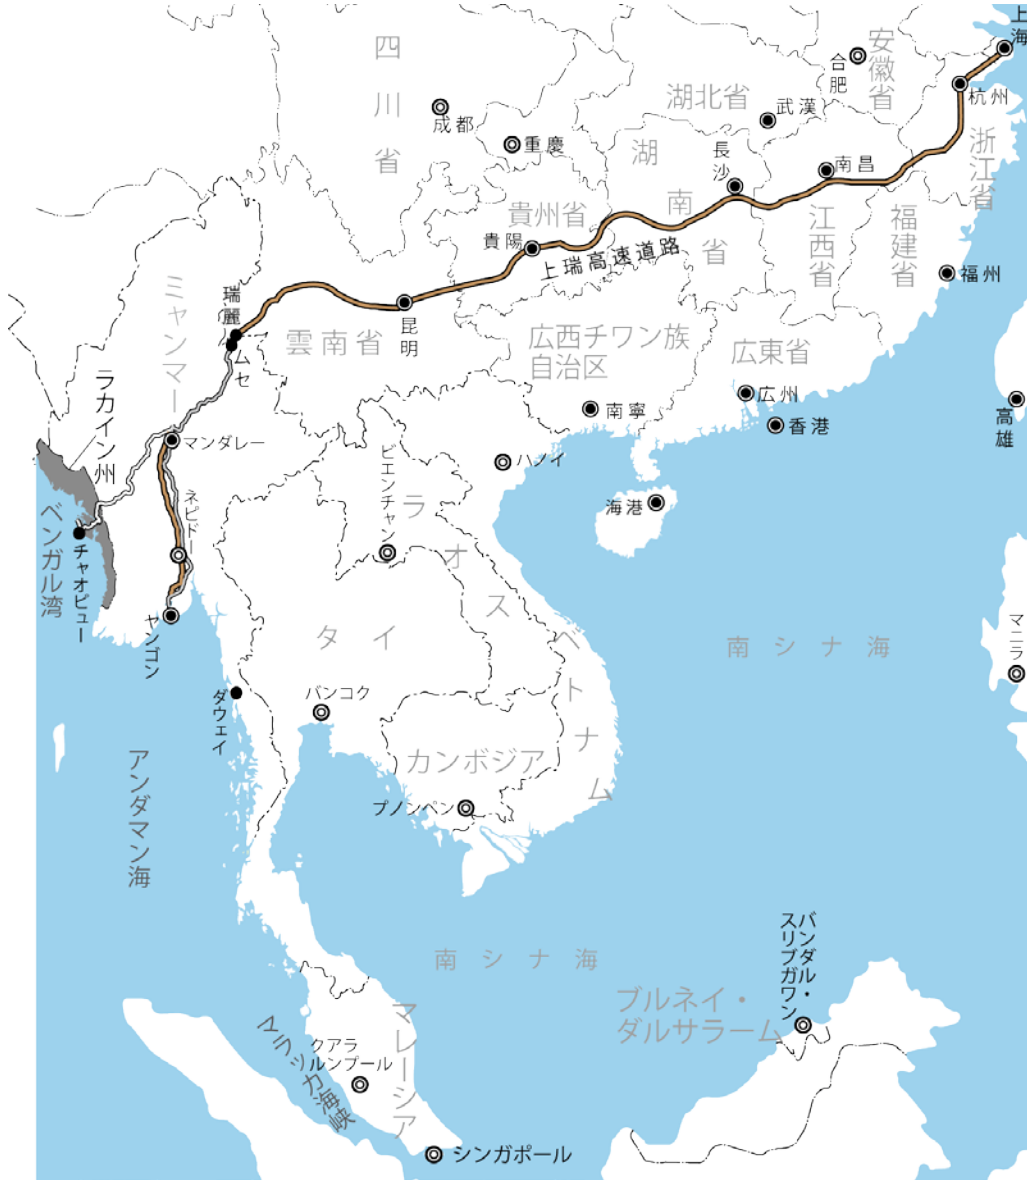 上海
安徽省
合肥
四川省
成都
重慶
湖北省
武漢
杭州
浙江省
湖南省
長沙
南昌
貴州省
貴陽
江西省
福建省
福州
上瑞高速道路
ミャンマー
瑞麗
ムセ
雲南省
昆明
広西チワン族
自治区
広東省
広州
香港
南寧
高雄
ラカイン州
マンダレー
ハノイ
ビエンチャン
ラオス
海港
ネピドー
ベンガル湾
チャオピュー
ヤンゴン
タイ
ベトナム
南シナ海
マニラ
ダウェイ
バンコク
カンボジア
プノンペン
アンダマン海
南シナ海
バンダル・
スリブガワン
ブルネイ・
ダルサラーム
マレーシア
マラッカ海峡
クアラ
ルンプール
シンガポール